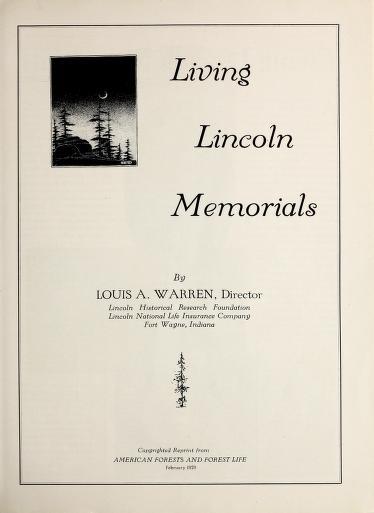 Living
Lincoln
Memorials
By
LOUIS A. WARREN, Director
Lincoln Historical Research Foundation
Lincoln National Life Insurance Company
Fort Wayne, Indiana
Copyrighted Reprint from
AMERICAN FORESTS AND FOREST LIFE
February